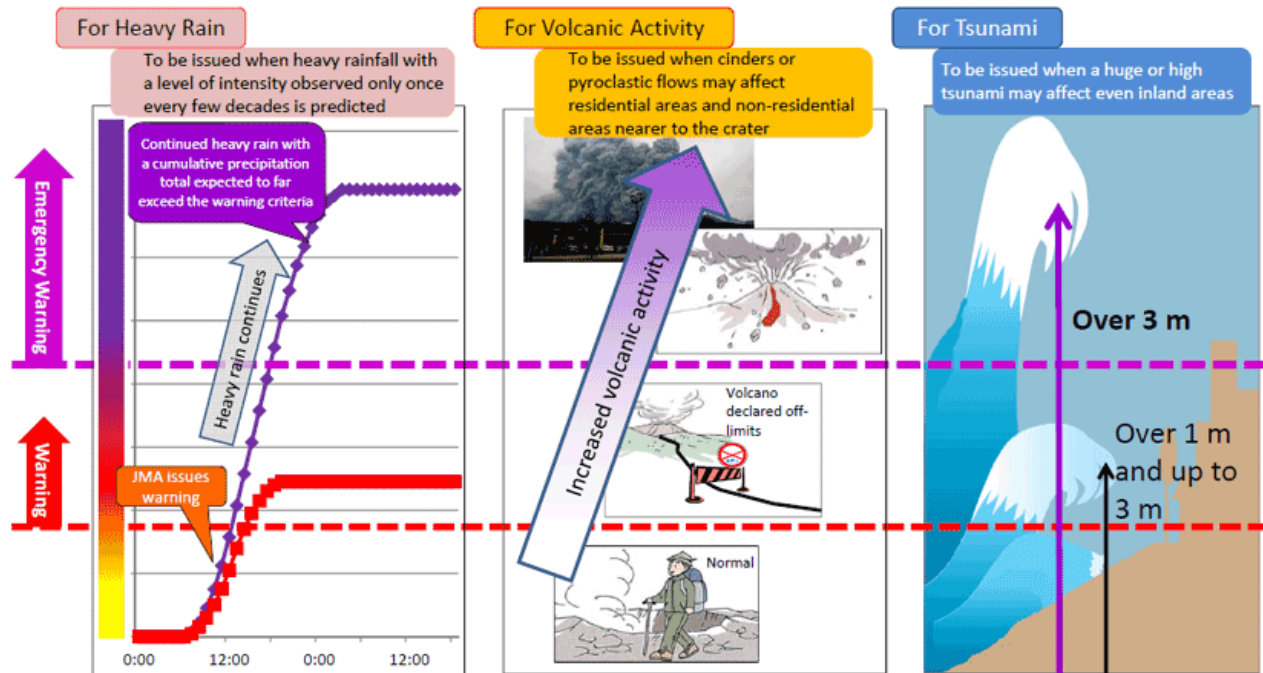 For Heavy Rain
To be issued when heavy rainfall with
a level of intensity observed only once
every few decades is predicted
For Volcanic Activity
To be issued when cinders or
pyroclastic flows may affect
residential areas and non-residential
areas nearer to the crater
For Tsunami
To be issued when a huge or high
tsunami may affect even inland areas
Emergency Warning
Warning
Continued heavy rain with
a cumulative precipitation
total expected to far
exceed the warning criteria
Heavy rain continues
JMA issues
warning
0:00 12:00 0:00 12:00
Increased volcanic activity
Volcano
declared off-
limits
Normal
Over 3 m
Over 1 m
and up to
3 m